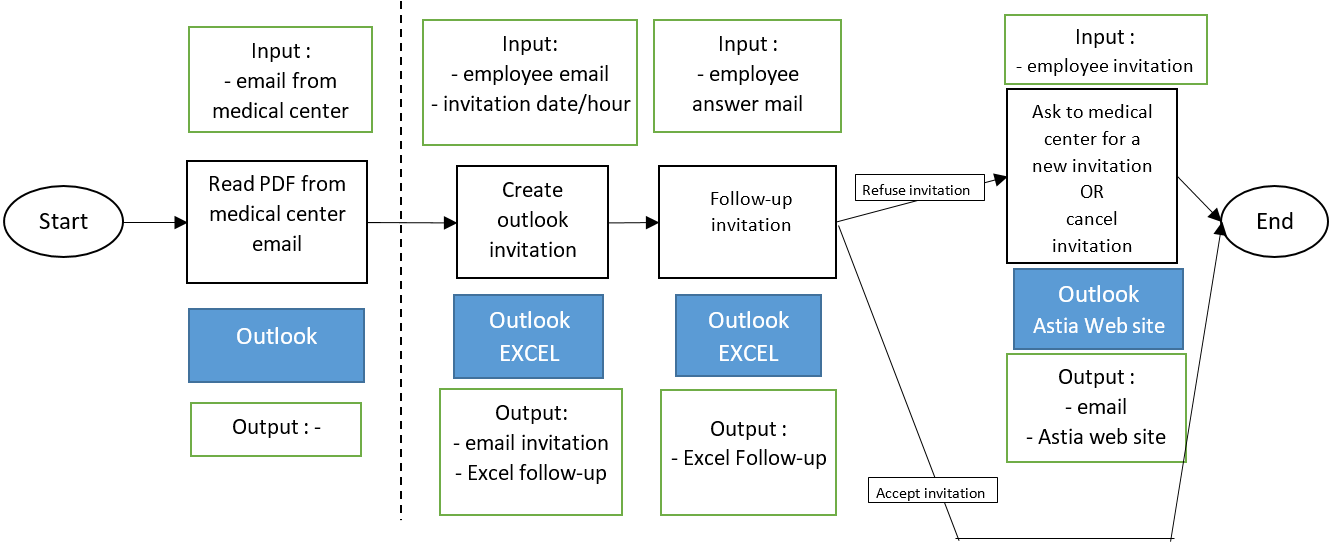 Start
Input :
- email from
medical center
Read PDF from
medical center
email
Outlook
Output : -
Input:
- employee email
- invitation date/hour
Create
outlook
invitation
Outlook
EXCEL
Output:
- email invitation
- Excel follow-up
Input :
- employee
answer mail
Follow-up
invitation
Outlook
EXCEL
Output :
- Excel Follow-up
Refuse invitation
Accept invitation
Input :
- employee invitation
Ask to medical
center for a
new invitation
OR
cancel
invitation
Outlook
Astia Web site
Output :
- email
- Astia web site
End